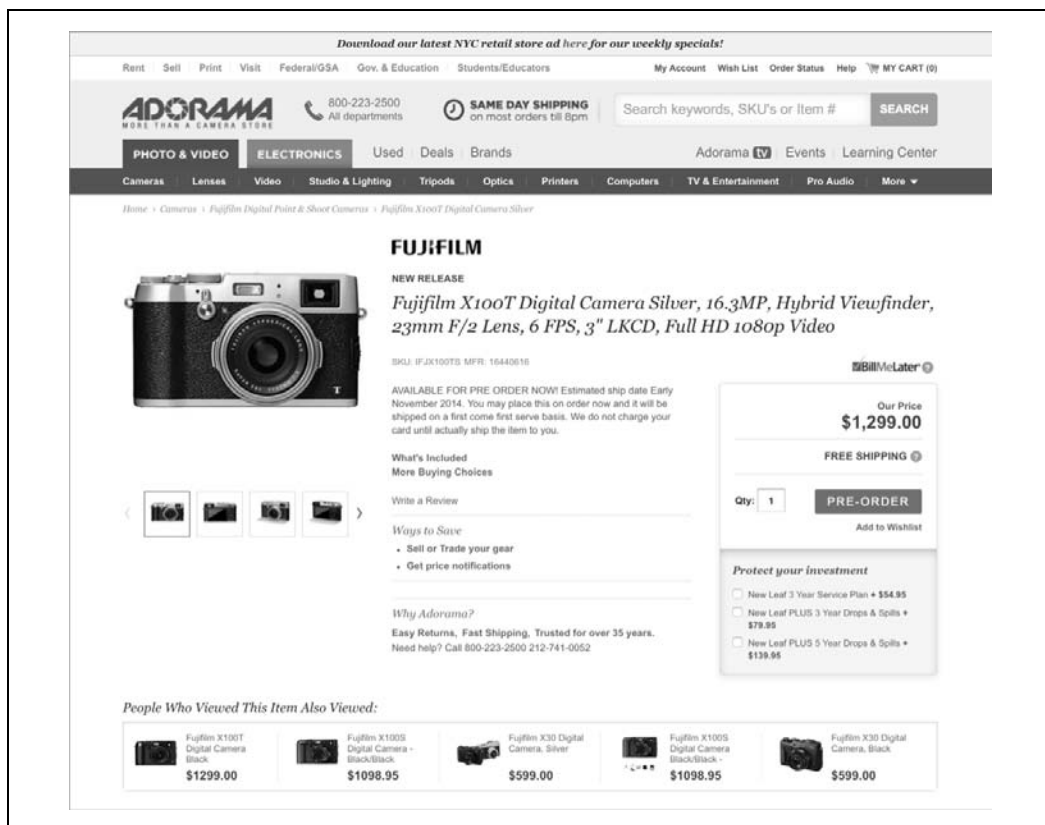 Download our latest NYC retail store ad here for our weekly specials!
Rent Sell Print Visit Federal/GSA Gov. & Education Students/Educators My Account Wish List Order Status Help MY CART (0)
ADORAMA
MORE THAN A CAMERA STORE
800-223-2500
All departments
SAME DAY SHIPPING
on most orders till 8pm
Search keywords, SKU's or Item # SEARCH
PHOTO & VIDEO ELECTRONICS Used Deals Brands Adorama tv Events Learning Center
Cameras Lenses Video Studio & Lighting Tripods Optics Printers Computers TV & Entertainment Pro Audio More
Home › Cameras › Fujifilm Digital Point & Shoot Cameras › Fujifilm X100T Digital Camera Silver
FUJIFILM
NEW RELEASE
Fujifilm X100T Digital Camera Silver, 16.3MP, Hybrid Viewfinder,
23mm F/2 Lens, 6 FPS, 3" LKCD, Full HD 1080p Video
SKU: IFJX100TS MFR: 16440616
AVAILABLE FOR PRE ORDER NOW! Estimated ship date Early
November 2014. You may place this on order now and it will be
shipped on a first come first serve basis. We do not charge your
card until actually ship the item to you.
What's Included
More Buying Choices
Write a Review
Ways to Save
• Sell or Trade your gear
• Get price notifications
Why Adorama?
Easy Returns, Fast Shipping, Trusted for over 35 years.
Need help? Call 800-223-2500 212-741-0052
BillMeLater
Our Price
$1,299.00
FREE SHIPPING
Qty: 1 PRE-ORDER
Add to Wishlist
Protect your investment
New Leaf 3 Year Service Plan + $54.95
New Leaf PLUS 3 Year Drops & Spills +
$79.95
New Leaf PLUS 5 Year Drops & Spills +
$139.95
People Who Viewed This Item Also Viewed:
Fujifilm X100T
Digital Camera
Black
$1299.00
Fujifilm X100S
Digital Camera -
Black/Black
$1098.95
Fujifilm X30 Digital
Camera, Silver
$599.00
Fujifilm X100S
Digital Camera
Black/Black -
$1098.95
Fujifilm X30 Digital
Camera, Black
$599.00